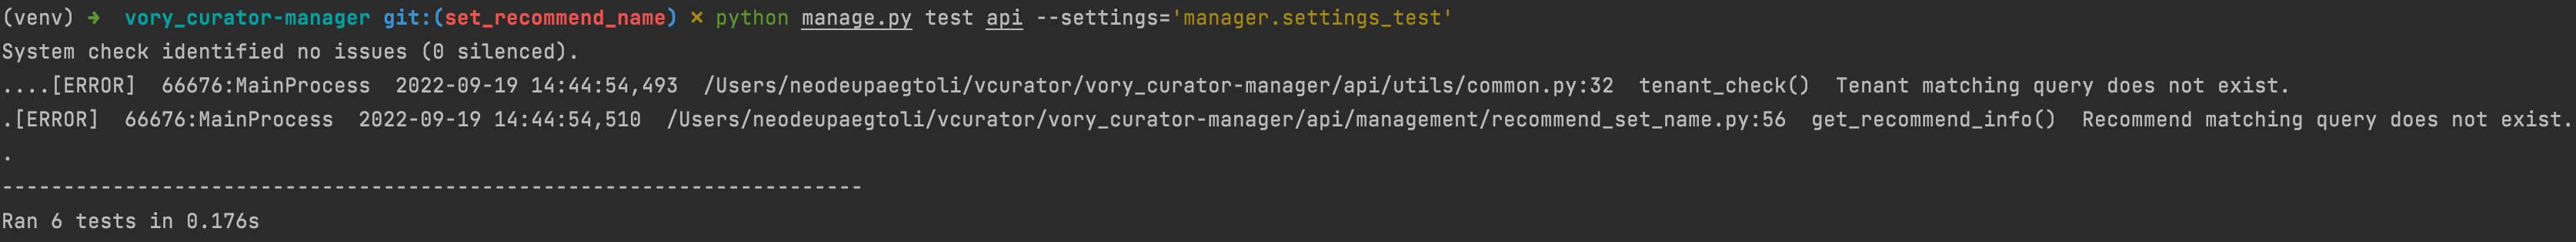 (venv) ➜ vory_curator-manager git:(set_recommend_name) ✗ python manage.py test api --settings='manager.settings_test'
System check identified no issues (0 silenced).
....[ERROR] 66676:MainProcess 2022-09-19 14:44:54,493 /Users/neodeupaegtoli/vcurator/vory_curator-manager/api/utils/common.py:32 tenant_check() Tenant matching query does not exist.
.[ERROR] 66676:MainProcess 2022-09-19 14:44:54,510 /Users/neodeupaegtoli/vcurator/vory_curator-manager/api/management/recommend_set_name.py:56 get_recommend_info() Recommend matching query does not exist.
.
----------------------------------------------------------------------
Ran 6 tests in 0.176s